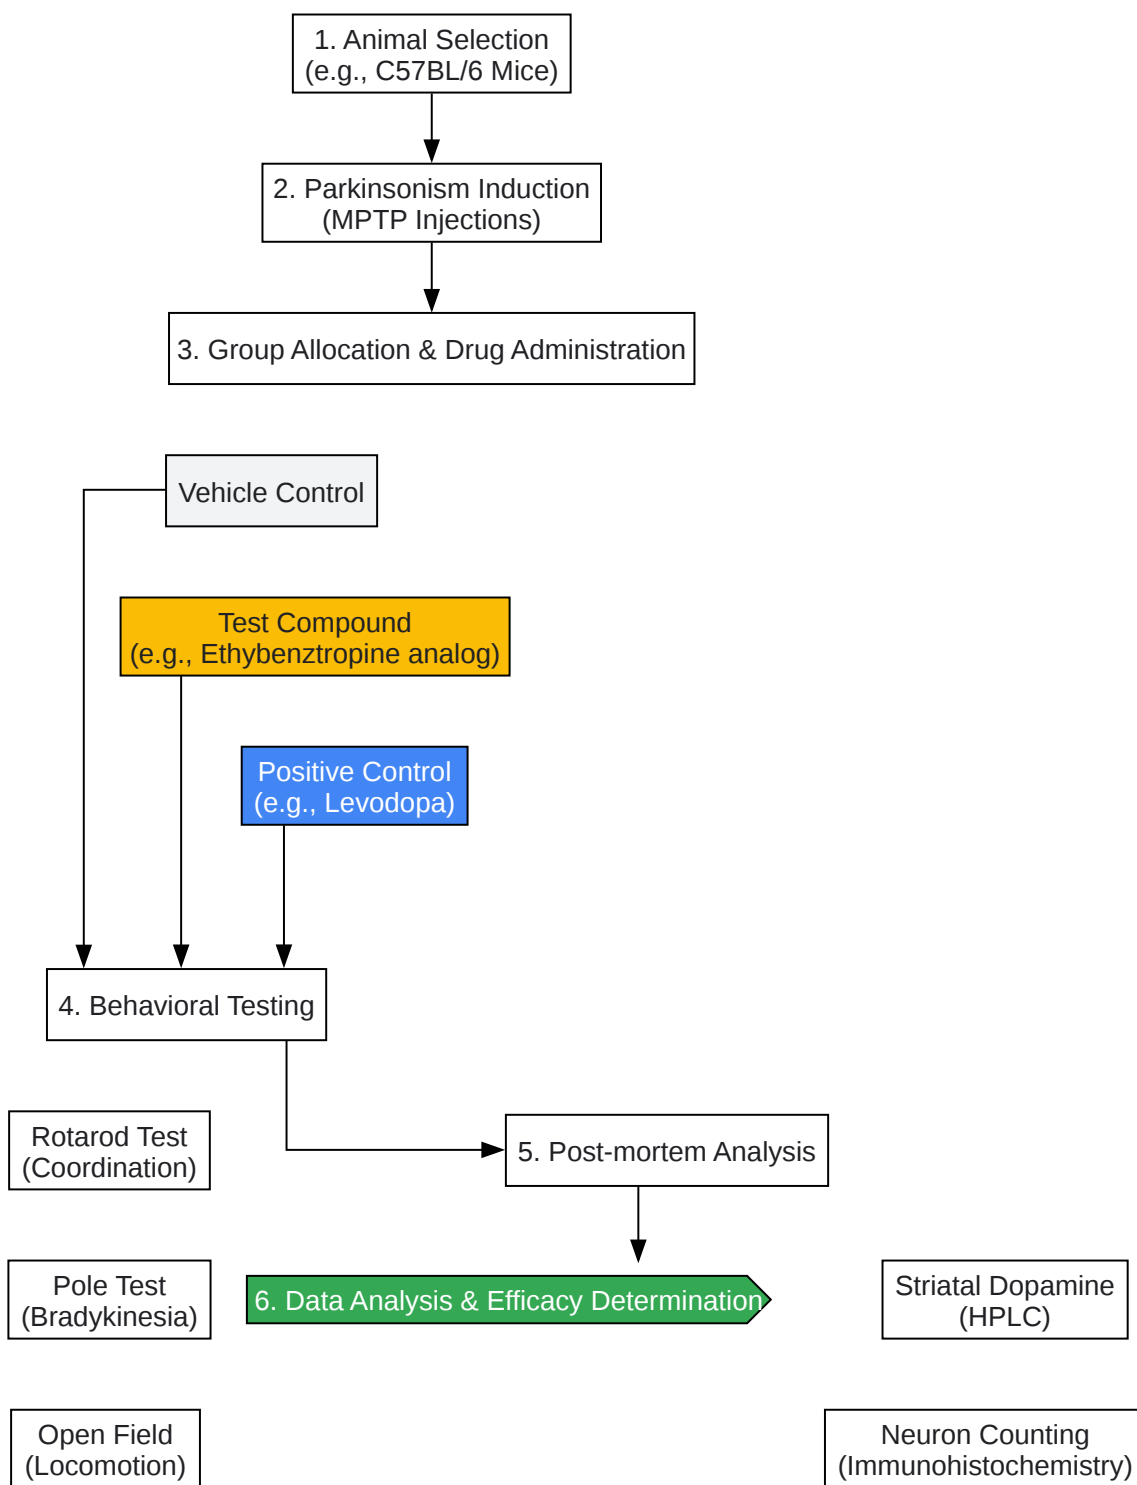 1. Animal Selection
(e.g., C57BL/6 Mice)
2. Parkinsonism Induction
(MPTP Injections)
3. Group Allocation & Drug Administration
Vehicle Control
Test Compound
(e.g., Ethybenztropine analog)
Positive Control
(e.g., Levodopa)
4. Behavioral Testing
Rotarod Test
(Coordination)
5. Post-mortem Analysis
Pole Test
(Bradykinesia)
6. Data Analysis & Efficacy Determination
Striatal Dopamine
(HPLC)
Open Field
(Locomotion)
Neuron Counting
(Immunohistochemistry)